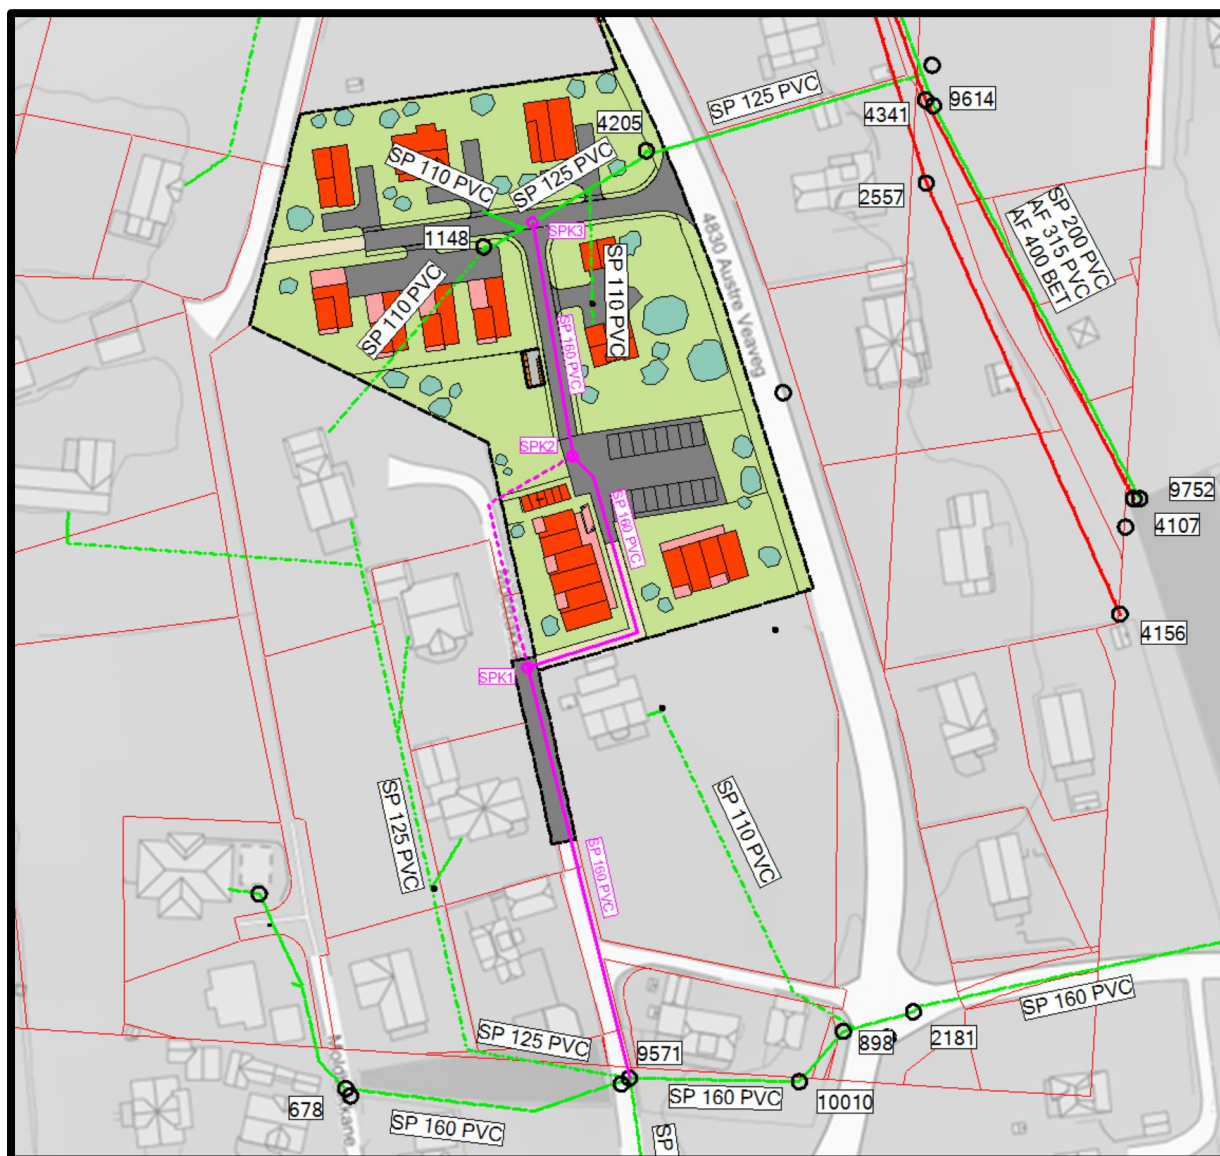 SP 125 PVC
9614
4341
4205
SP 110 PVC
SP 125 PVC
2557
SP 200 PVC
AF 315 PVC
AF 400 BET
4830 Austre Veaveg
1148
SPK3
SP 110 PVC
SP 110 PVC
SP 160 PVC
SPK2
9752
4107
SP 160 PVC
4156
SPK1
SP 110 PVC
SP 125 PVC
SP 160 PVC
SP 160 PVC
SP 125 PVC
898
2181
9571
678
SP 160 PVC
10010
SP 160 PVC
SP